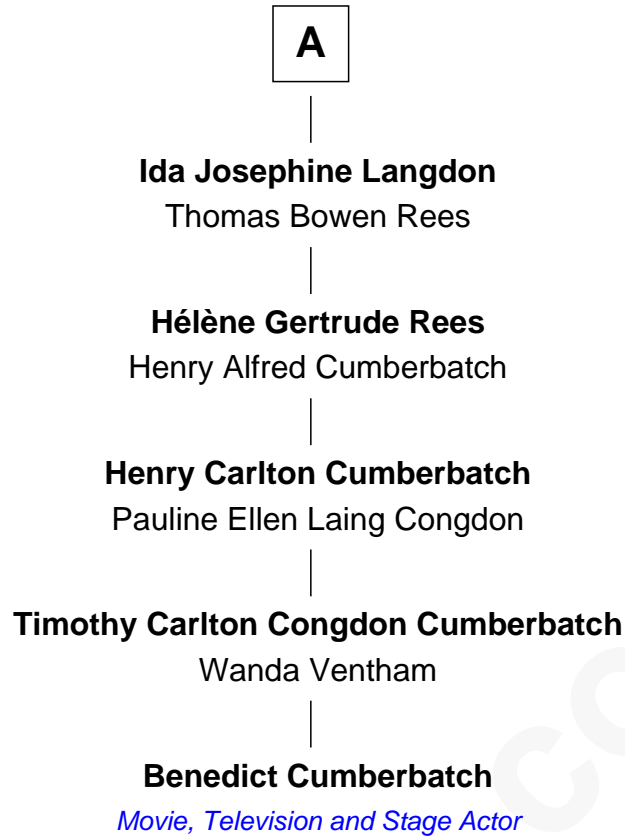 A
Ida Josephine Langdon
Thomas Bowen Rees
Hélène Gertrude Rees
Henry Alfred Cumberbatch
Henry Carlton Cumberbatch
Pauline Ellen Laing Congdon
Timothy Carlton Congdon Cumberbatch
Wanda Ventham
Benedict Cumberbatch
Movie, Television and Stage Actor